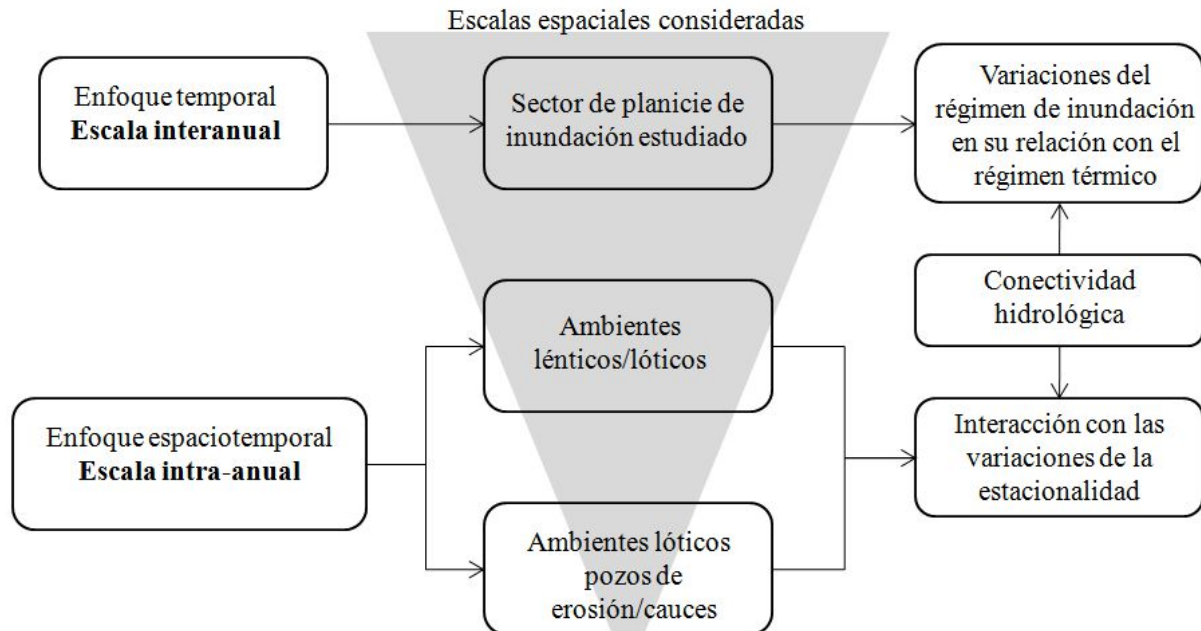 Escalas espaciales consideradas
Enfoque temporal
Escala interanual
Sector de planicie de
inundación estudiado
Variaciones del
régimen de inundación
en su relación con el
régimen térmico
Conectividad
hidrológica
Ambientes
lénticos/lóticos
Enfoque espaciotemporal
Escala intra-anual
Interacción con las
variaciones de la
estacionalidad
Ambientes lóticos
pozos de
erosión/cauces